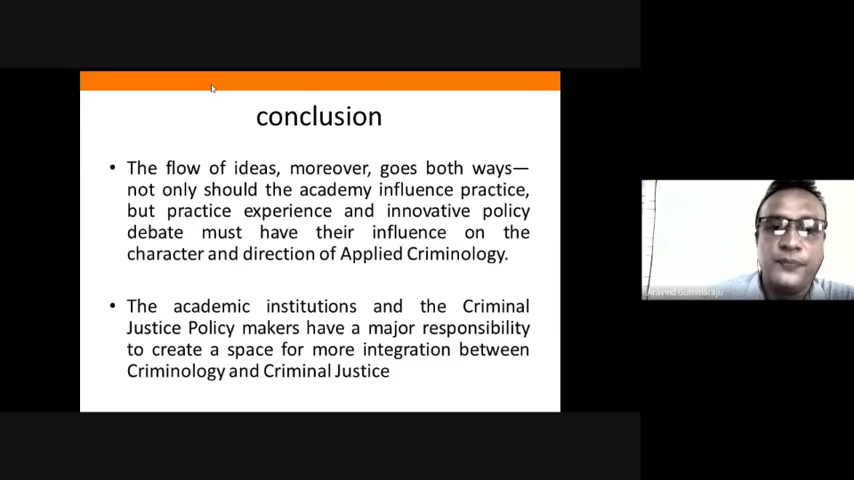 conclusion
• The flow of ideas, moreover, goes both ways—
not only should the academy influence practice,
but practice experience and innovative policy
debate must have their influence on the
character and direction of Applied Criminology.
• The academic institutions and the Criminal
Justice Policy makers have a major responsibility
to create a space for more integration between
Criminology and Criminal Justice
Aravind Gummaraju